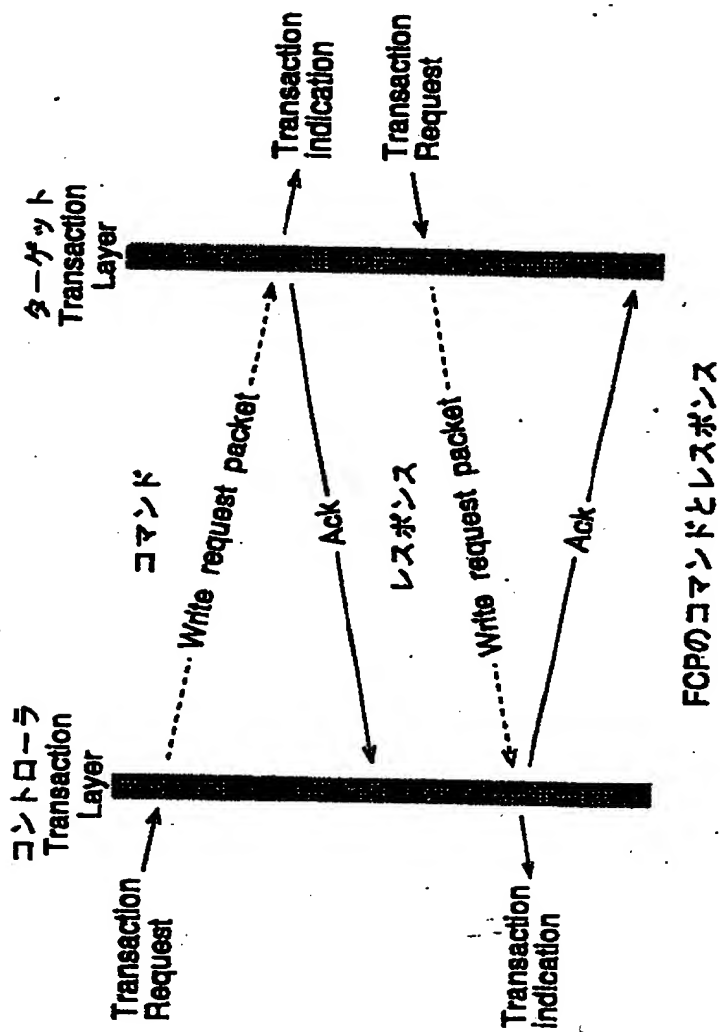 コントローラ
Transaction
Layer
ターゲット
Transaction
Layer
Transaction
Request
コマンド
Write request packet
Transaction
indication
Ack
レスポンス
Transaction
Request
Write request packet
Transaction
indication
Ack
FCPのコマンドとレスポンス